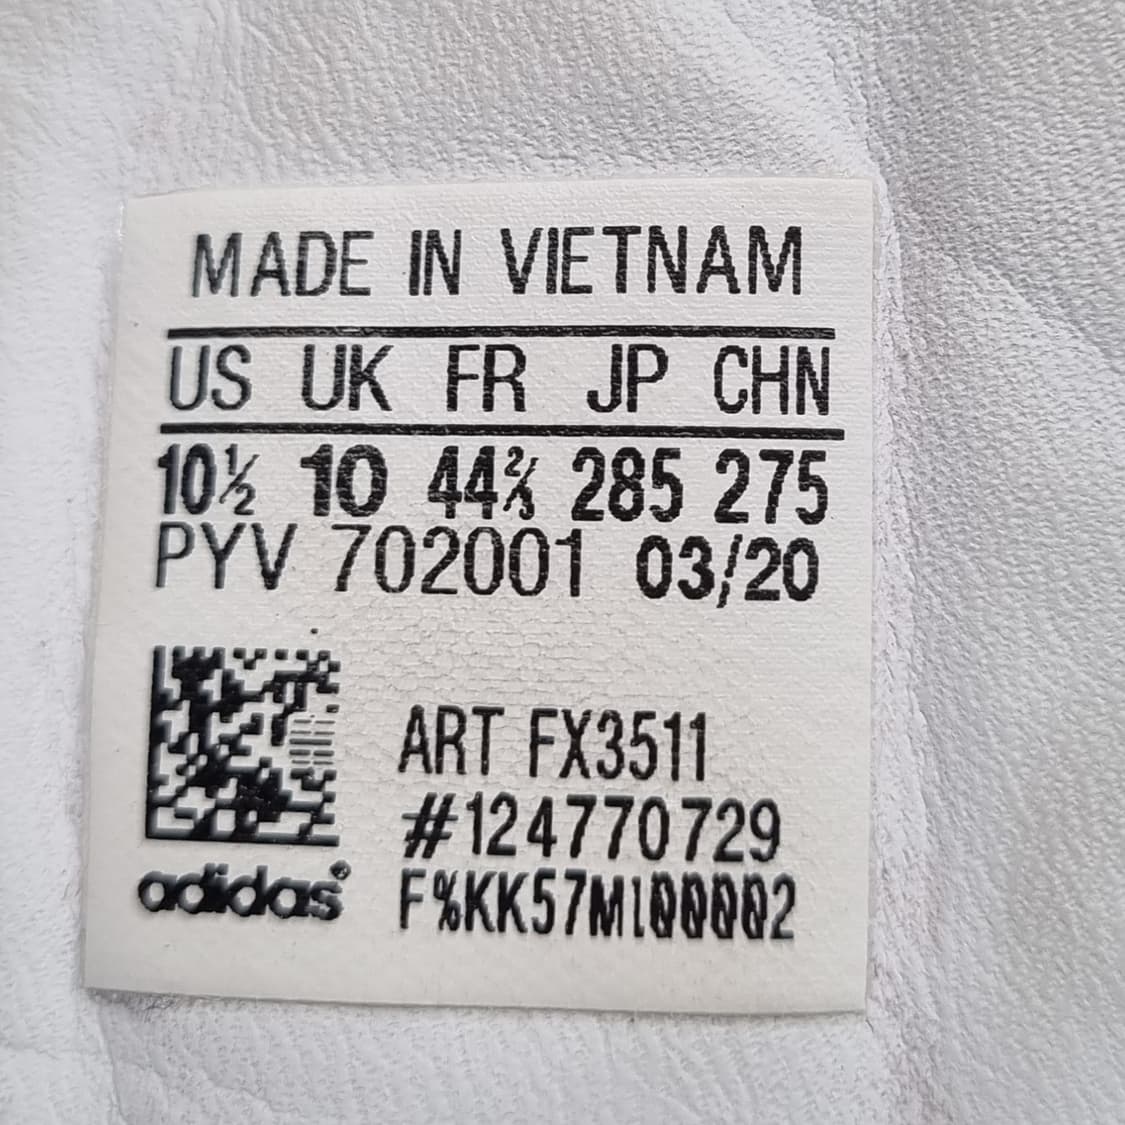 MADE IN VIETNAM
US UK FR JP CHN
10½ 10 44⅔ 285 275
PYV 702001 03/20
ART FX3511
#124770729
F%KK57M100002
adidas®